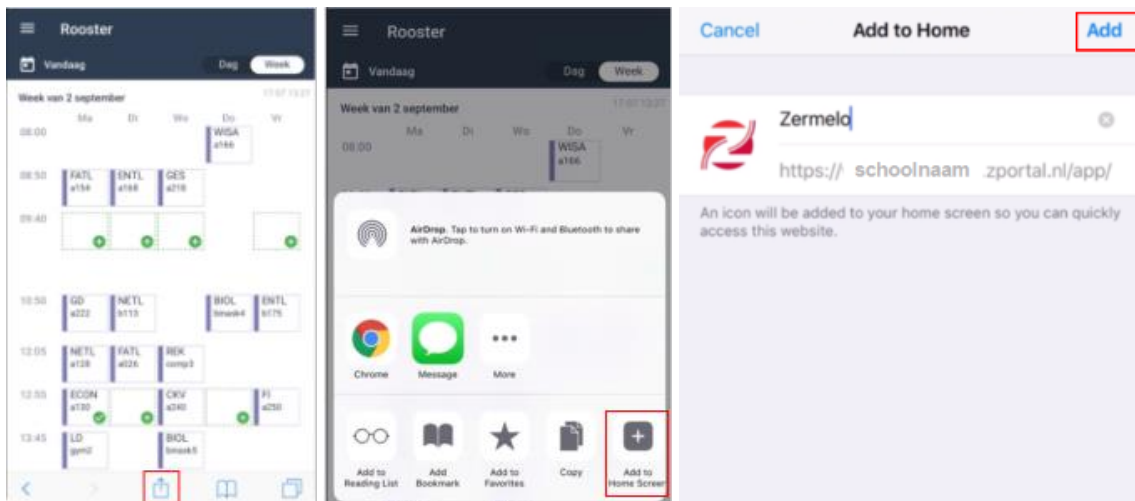 Rooster
Vandaag
Dag Week
Week van 2 september
Ma Di Wo Do Vr
08:00
WISA
a166
08:50
FATL ENTL GES
a154 a168 a218
09:40
10:50
GD NETL BIOL ENTL
a222 b113 bmask4 b175
12:05
NETL FATL REK
a128 a026 comp3
12:55
ECON CKV FI
a130 a240 a250
13:45
LD BIOL
gym2 bmask5
Rooster
Vandaag
Dag Week
Week van 2 september
Ma Di Wo Do Vr
08:00
WISA
a166
AirDrop. Tap to turn on Wi-Fi and Bluetooth to share
with AirDrop.
Chrome Message More
Add to Reading List
Add Bookmark
Add to Favorites
Copy
Add to Home Screen
Cancel Add to Home Add
Zermelo
https:// schoolnaam .zportal.nl/app/
An icon will be added to your home screen so you can quickly
access this website.